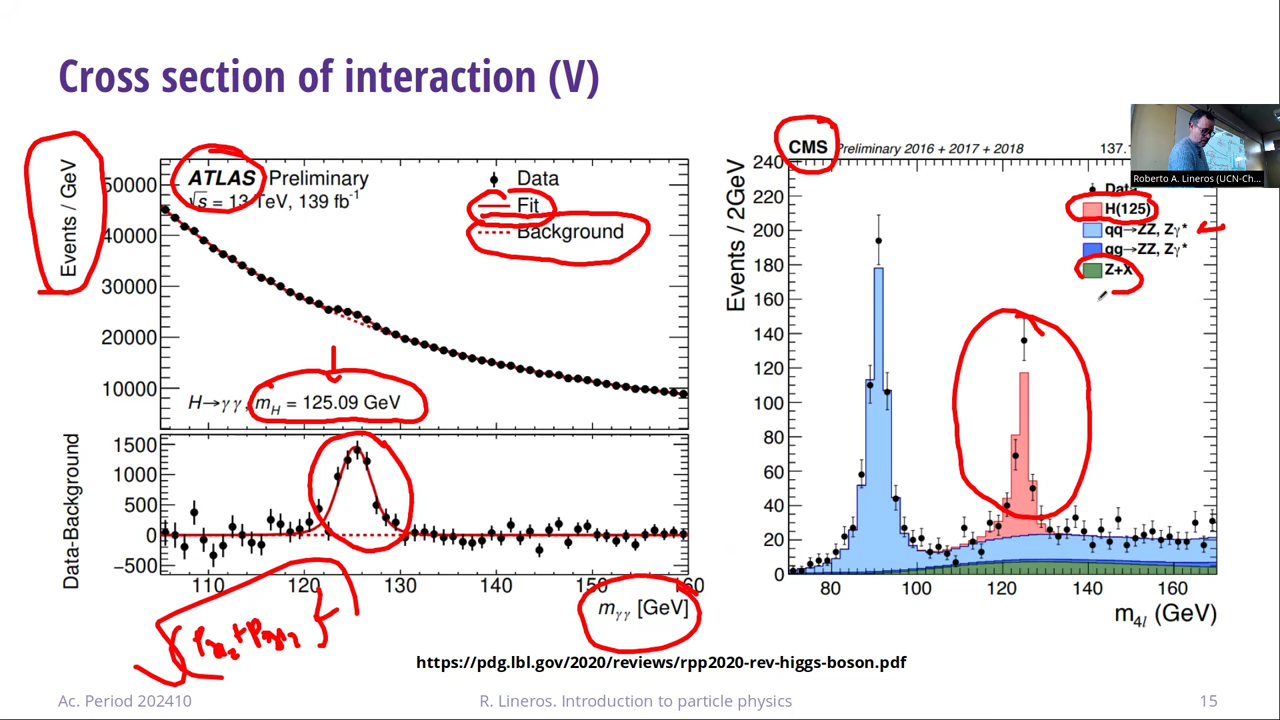 Cross section of interaction (V)
Events / GeV
50000
40000
30000
20000
10000
ATLAS Preliminary
√s = 13 TeV, 139 fb-1
Data
Fit
Background
H→γγ, mH = 125.09 GeV
Data-Background
1500
1000
500
0
−500
110 120 130 140 150 160
mγγ [GeV]
CMS Preliminary 2016 + 2017 + 2018 137.1
Events / 2GeV
240
220
200
180
160
140
120
100
80
60
40
20
0
H(125)
qq→ZZ, Zγ*
gg→ZZ, Zγ*
Z+X
80 100 120 140 160
m4l (GeV)
Roberto A. Lineros (UCN-Ch...
https://pdg.lbl.gov/2020/reviews/rpp2020-rev-higgs-boson.pdf
Ac. Period 202410 R. Lineros. Introduction to particle physics 15